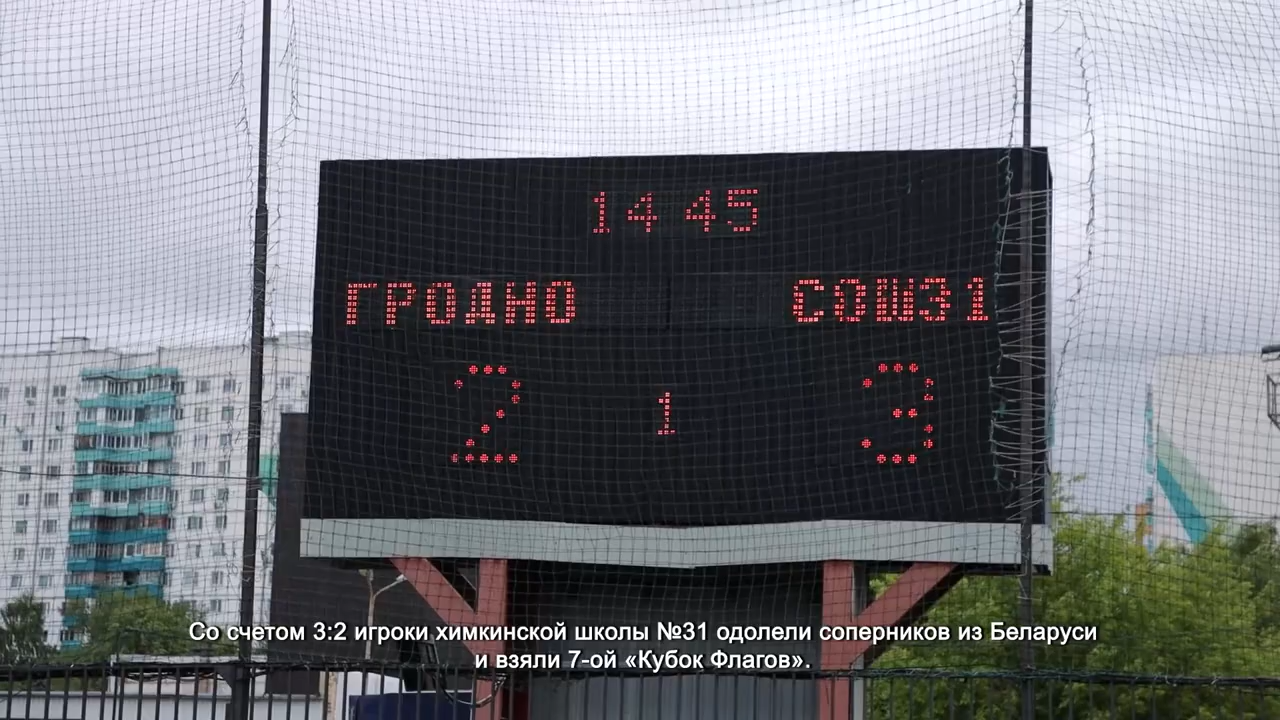 14 45
ГРОДНО СОШ31
2 1 3
Со счетом 3:2 игроки химкинской школы №31 одолели соперников из Беларуси
и взяли 7-ой «Кубок Флагов».